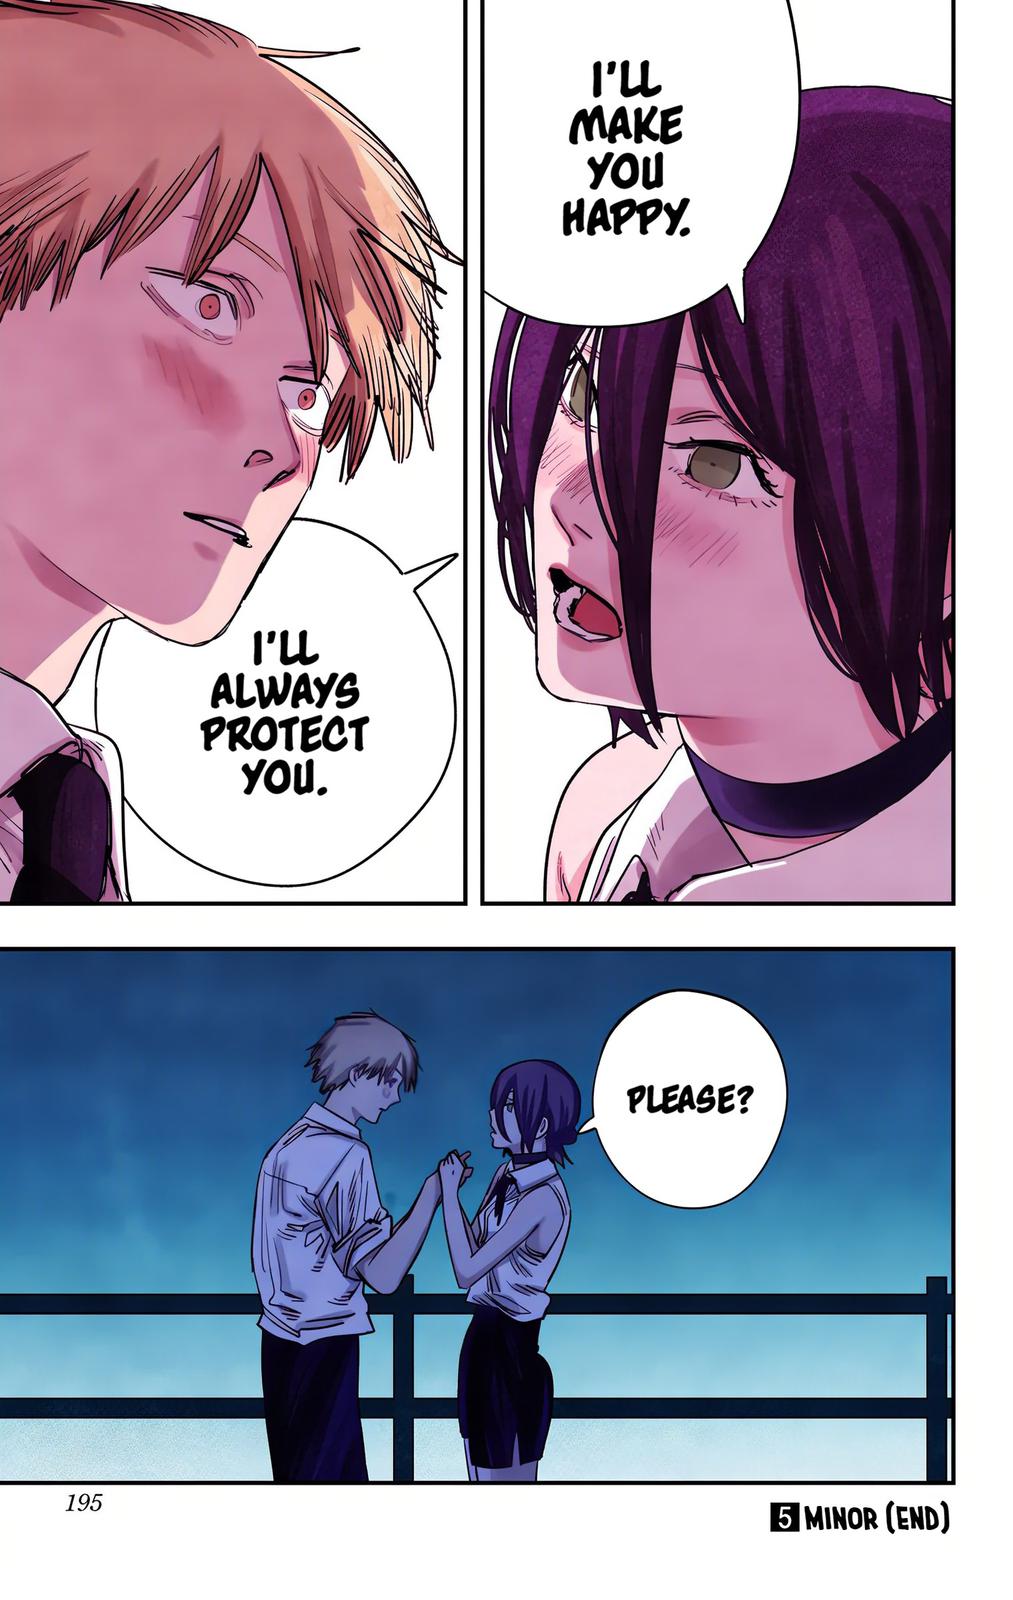 I'LL
MAKE
YOU
HAPPY.
I'LL
ALWAYS
PROTECT
YOU.
PLEASE?
195
5 MINOR (END)